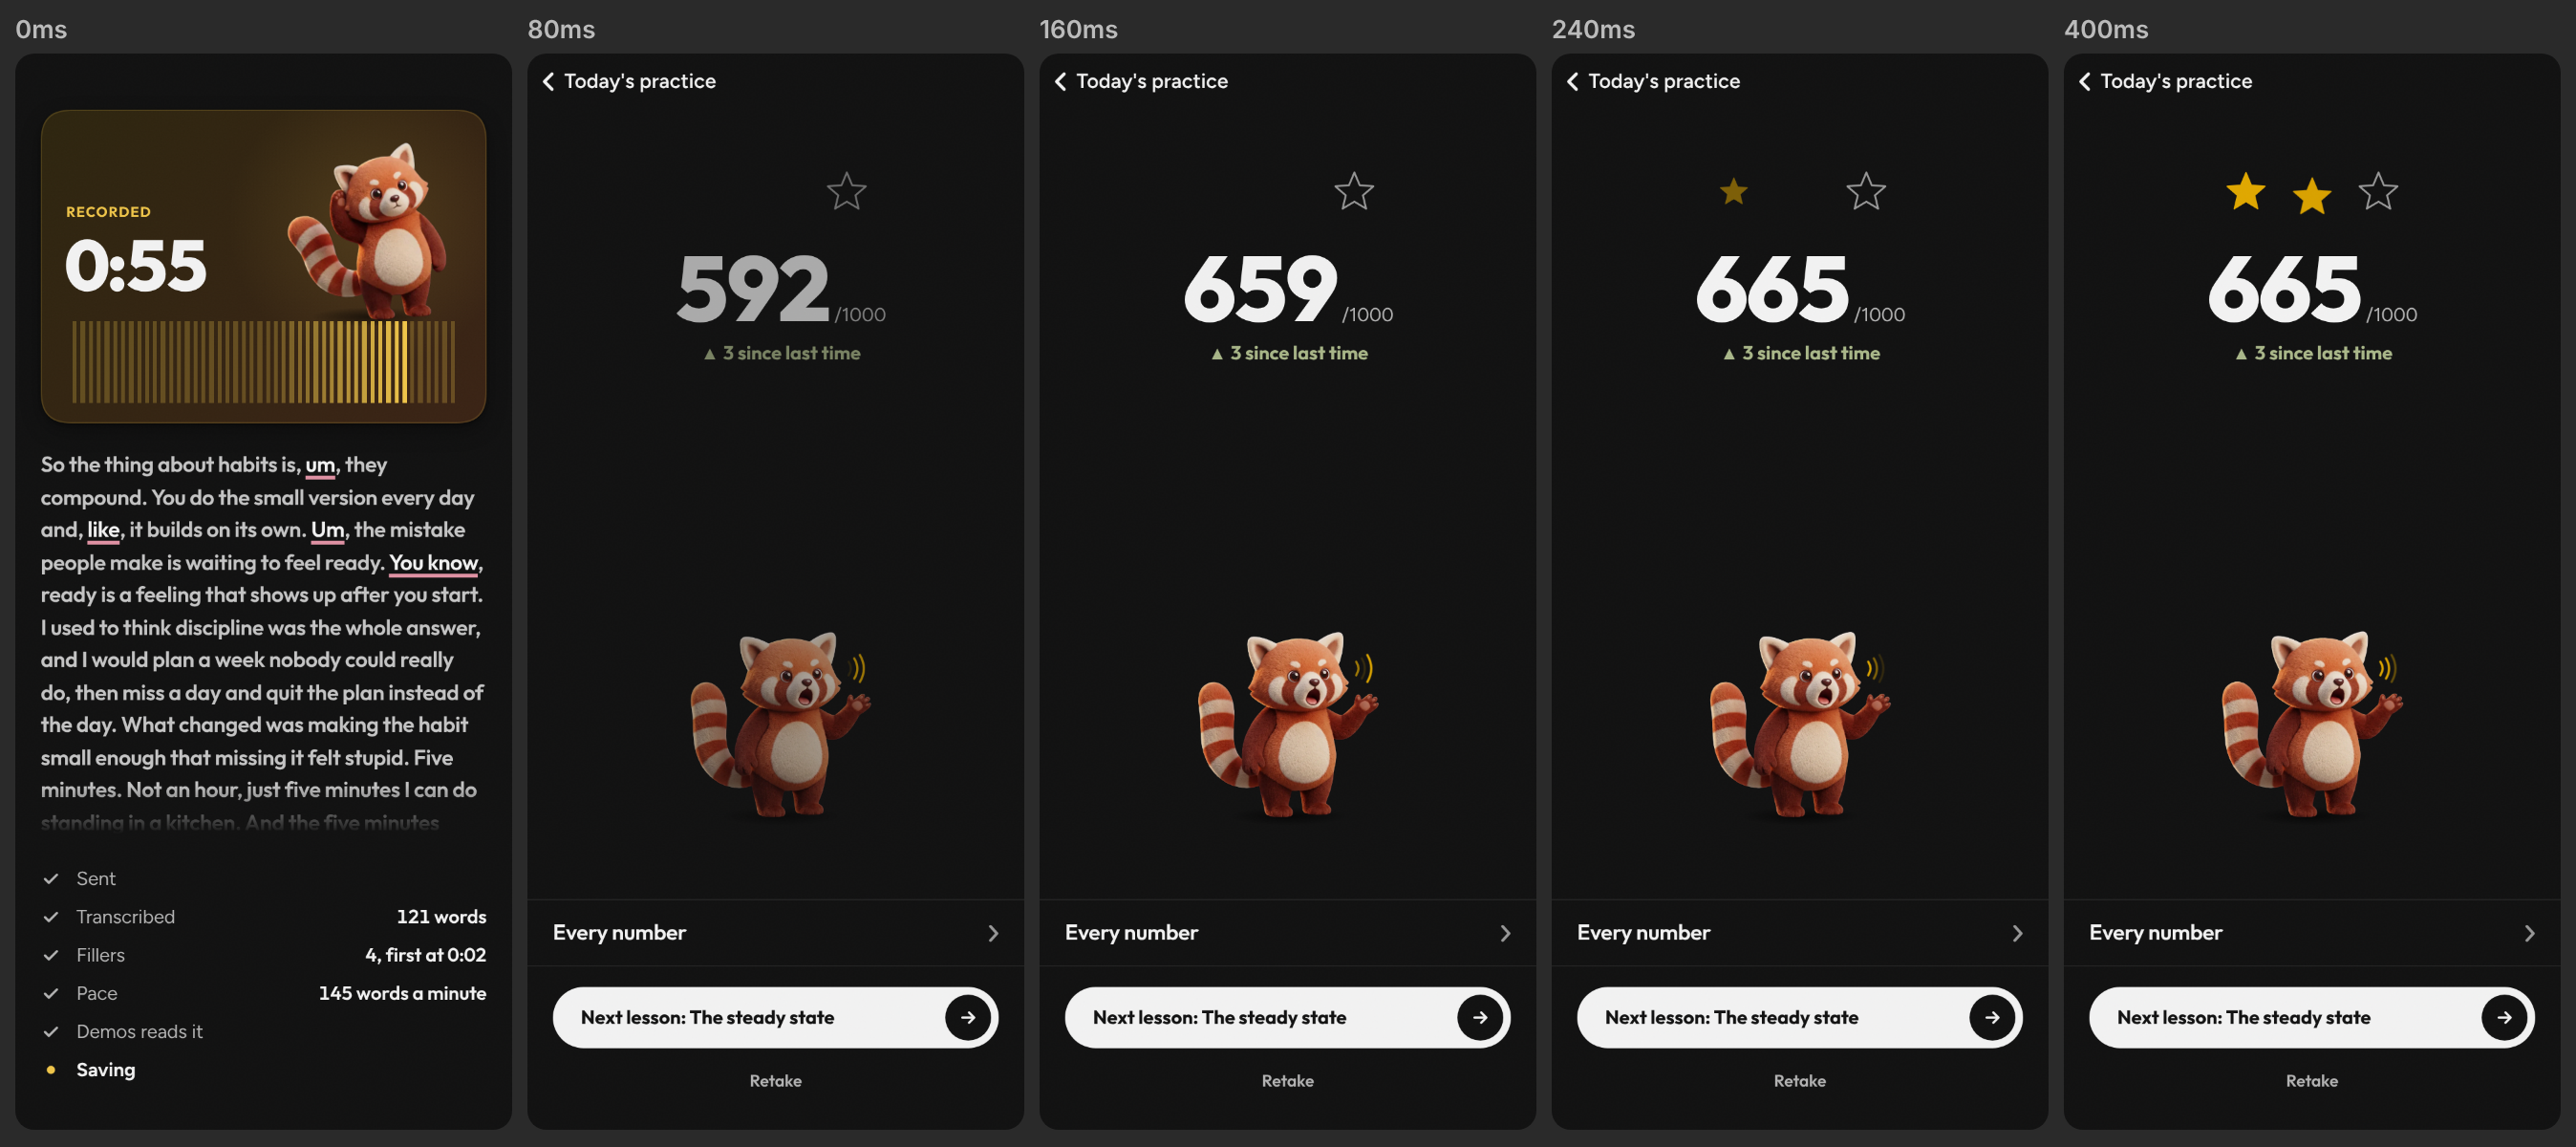 0ms
RECORDED
0:55
So the thing about habits is, um, they
compound. You do the small version every day
and, like, it builds on its own. Um, the mistake
people make is waiting to feel ready. You know,
ready is a feeling that shows up after you start.
I used to think discipline was the whole answer,
and I would plan a week nobody could really
do, then miss a day and quit the plan instead of
the day. What changed was making the habit
small enough that missing it felt stupid. Five
minutes. Not an hour, just five minutes I can do
standing in a kitchen. And the five minutes
Sent
Transcribed 121 words
Fillers 4, first at 0:02
Pace 145 words a minute
Demos reads it
Saving
80ms
Today's practice
592/1000
▲ 3 since last time
Every number
Next lesson: The steady state
Retake
160ms
Today's practice
659/1000
▲ 3 since last time
Every number
Next lesson: The steady state
Retake
240ms
Today's practice
665/1000
▲ 3 since last time
Every number
Next lesson: The steady state
Retake
400ms
Today's practice
665/1000
▲ 3 since last time
Every number
Next lesson: The steady state
Retake